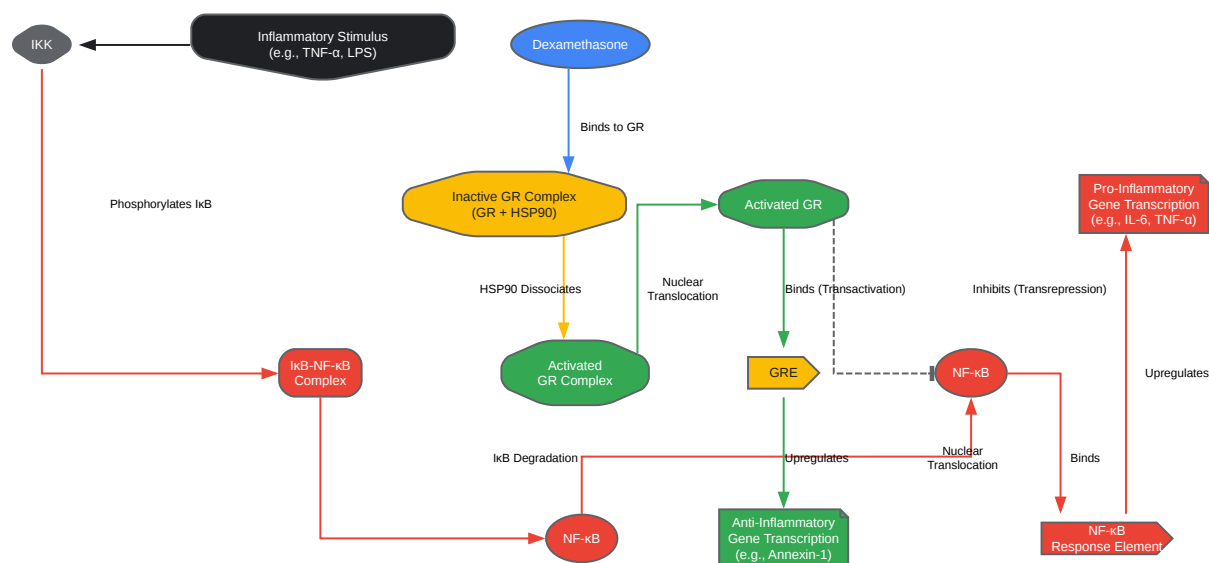 IKK
Inflammatory Stimulus
(e.g., TNF-α, LPS)
Dexamethasone
Binds to GR
Phosphorylates IκB
Inactive GR Complex
(GR + HSP90)
Activated GR
Pro-Inflammatory
Gene Transcription
(e.g., IL-6, TNF-α)
HSP90 Dissociates
Nuclear
Translocation
Binds (Transactivation)
Inhibits (Transrepression)
IκB-NF-κB
Complex
Activated
GR Complex
GRE
NF-κB
Upregulates
IκB Degradation
Upregulates
Nuclear
Translocation
Binds
NF-κB
Anti-Inflammatory
Gene Transcription
(e.g., Annexin-1)
NF-κB
Response Element